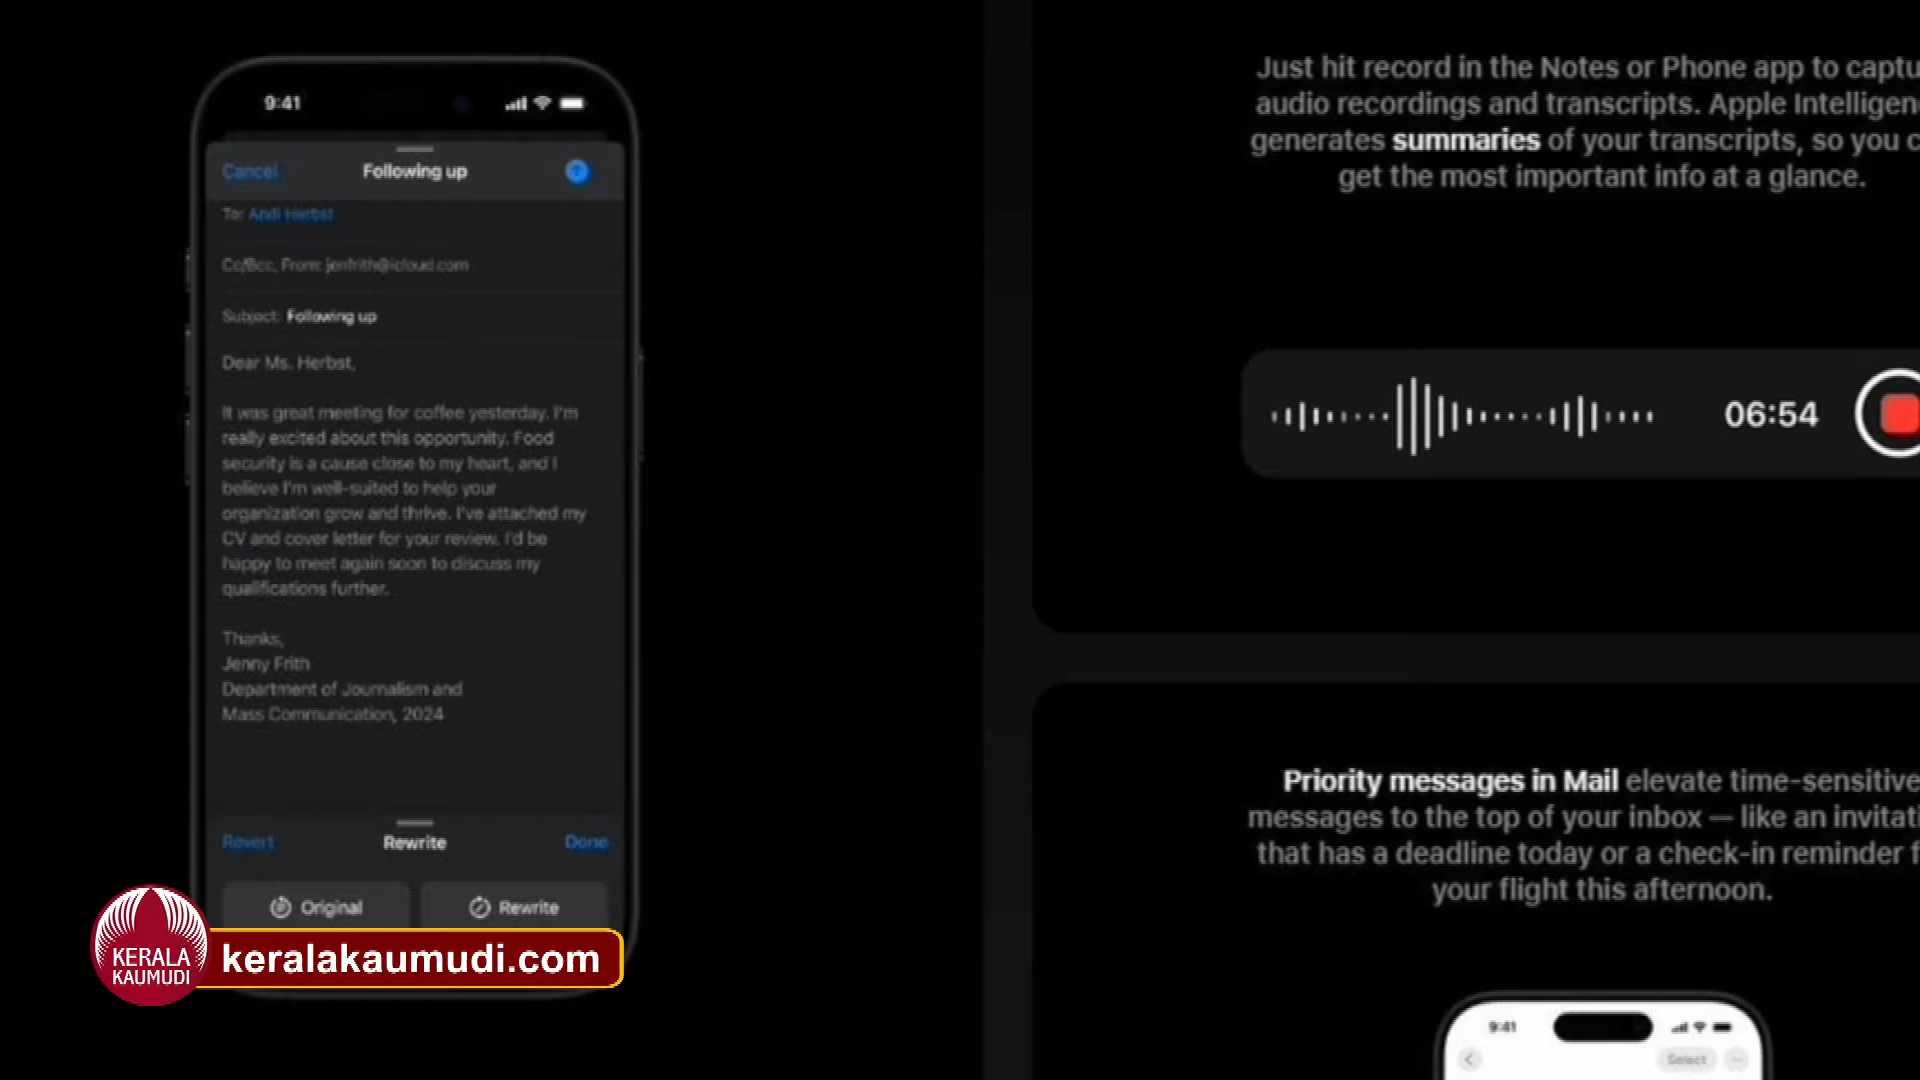 9:41
Cancel
Following up
To: Andi Herbst
Cc/Bcc, From: jenfrith@icloud.com
Subject: Following up
Dear Ms. Herbst,
It was great meeting for coffee yesterday. I'm
really excited about this opportunity. Food
security is a cause close to my heart, and I
believe I'm well-suited to help your
organization grow and thrive. I've attached my
CV and cover letter for your review. I'd be
happy to meet again soon to discuss my
qualifications further.
Thanks,
Jenny Frith
Department of Journalism and
Mass Communication, 2024
Revert
Rewrite
Done
Original
Rewrite
KERALA
KAUMUDI
keralakaumudi.com
Just hit record in the Notes or Phone app to captu
audio recordings and transcripts. Apple Intelligen
generates summaries of your transcripts, so you c
get the most important info at a glance.
06:54
Priority messages in Mail elevate time-sensitive
messages to the top of your inbox — like an invitati
that has a deadline today or a check-in reminder f
your flight this afternoon.
9:41
Select